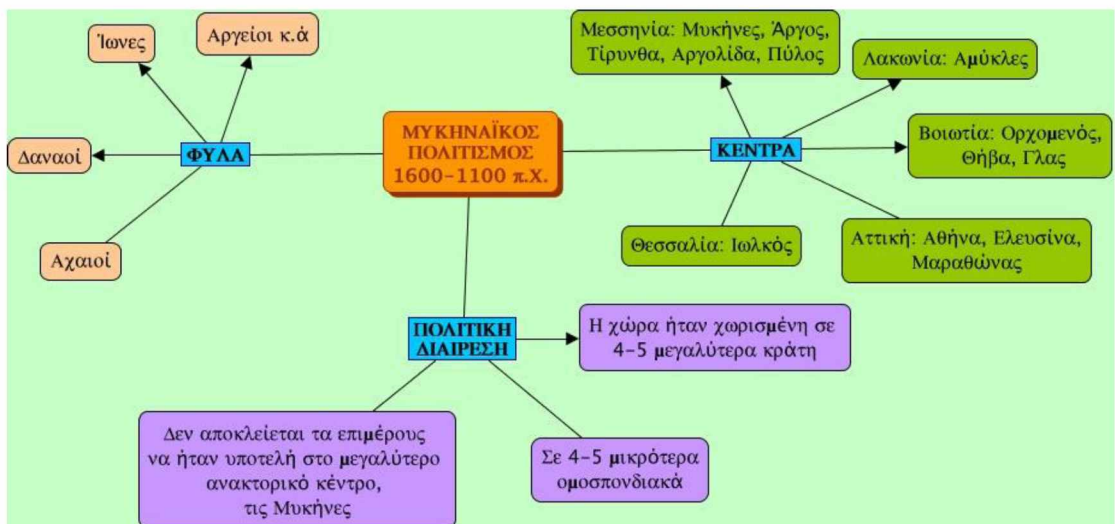 Ίωνες
Αργείοι κ.ά
Δαναοί
ΦΥΛΑ
Αχαιοί
ΜΥΚΗΝΑΪΚΟΣ
ΠΟΛΙΤΙΣΜΟΣ
1600-1100 π.Χ.
Μεσσηνία: Μυκήνες, Άργος,
Τίρυνθα, Αργολίδα, Πύλος
Λακωνία: Αμύκλες
ΚΕΝΤΡΑ
Βοιωτία: Ορχομενός,
Θήβα, Γλας
Θεσσαλία: Ιωλκός
Αττική: Αθήνα, Ελευσίνα,
Μαραθώνας
ΠΟΛΙΤΙΚΗ
ΔΙΑΙΡΕΣΗ
Η χώρα ήταν χωρισμένη σε
4-5 μεγαλύτερα κράτη
Δεν αποκλείεται τα επιμέρους
να ήταν υποτελή στο μεγαλύτερο
ανακτορικό κέντρο,
τις Μυκήνες
Σε 4-5 μικρότερα
ομοσπονδιακά